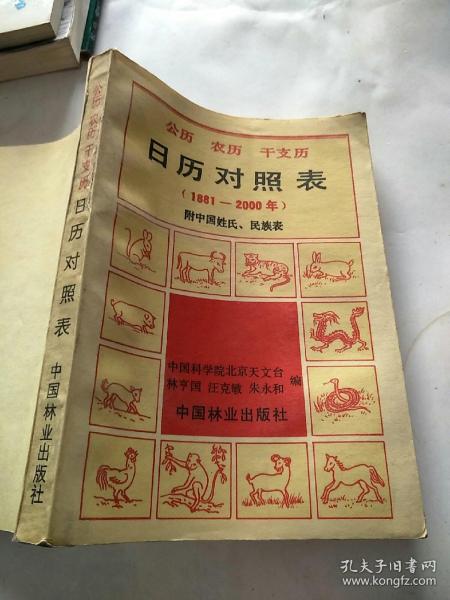 公历 农历 干支历
日历对照表
(1881—2000年)
附中国姓氏、民族表
中国科学院北京天文台
林亨国 汪克敏 朱永和
编
中国林业出版社
公历 农历 干支历
日历对照表
中国林业出版社
孔夫子旧书网
www.kongfz.com